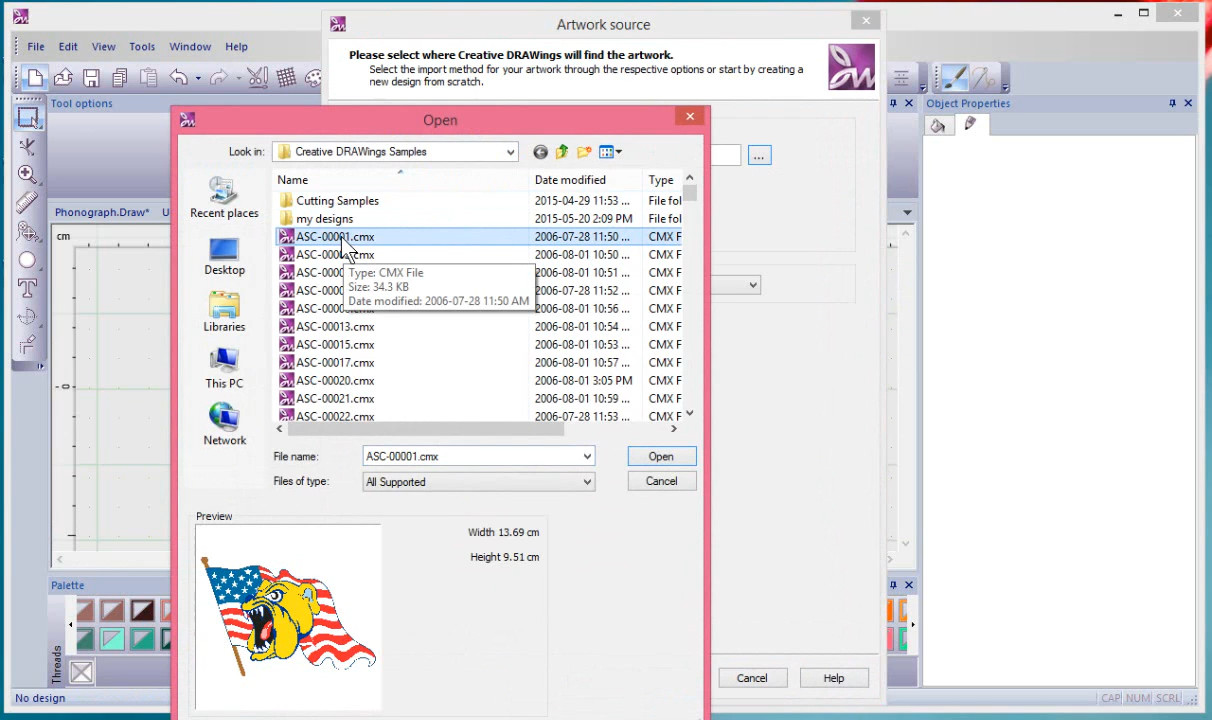 Artwork source
File Edit View Tools Window Help
Please select where Creative DRAWings will find the artwork.
Select the import method for your artwork through the respective options or start by creating a
new design from scratch.
Tool options
Object Properties
Open
Look in: Creative DRAWings Samples
...
Name Date modified Type
Recent places
Desktop
Libraries
This PC
Network
Cutting Samples 2015-04-29 11:53 ... File fol
my designs 2015-05-20 2:09 PM File fol
ASC-00001.cmx 2006-07-28 11:50 ... CMX F
ASC-000 .cmx 2006-08-01 10:50 ... CMX F
ASC-000 2006-08-01 10:51 ... CMX F
ASC-000 2006-07-28 11:52 ... CMX F
ASC-000 .cmx 2006-08-01 10:56 ... CMX F
ASC-00013.cmx 2006-08-01 10:54 ... CMX F
ASC-00015.cmx 2006-08-01 10:53 ... CMX F
ASC-00017.cmx 2006-08-01 10:57 ... CMX F
ASC-00020.cmx 2006-08-01 3:05 PM CMX F
ASC-00021.cmx 2006-08-01 10:59 ... CMX F
ASC-00022.cmx 2006-07-28 11:53 ... CMX F
Type: CMX File
Size: 34.3 KB
Date modified: 2006-07-28 11:50 AM
Phonograph.Draw* U
cm
0
File name: ASC-00001.cmx Open
Files of type: All Supported Cancel
Preview
Width 13.69 cm
Height 9.51 cm
Palette
Threads
Cancel Help
No design
CAP NUM SCRL